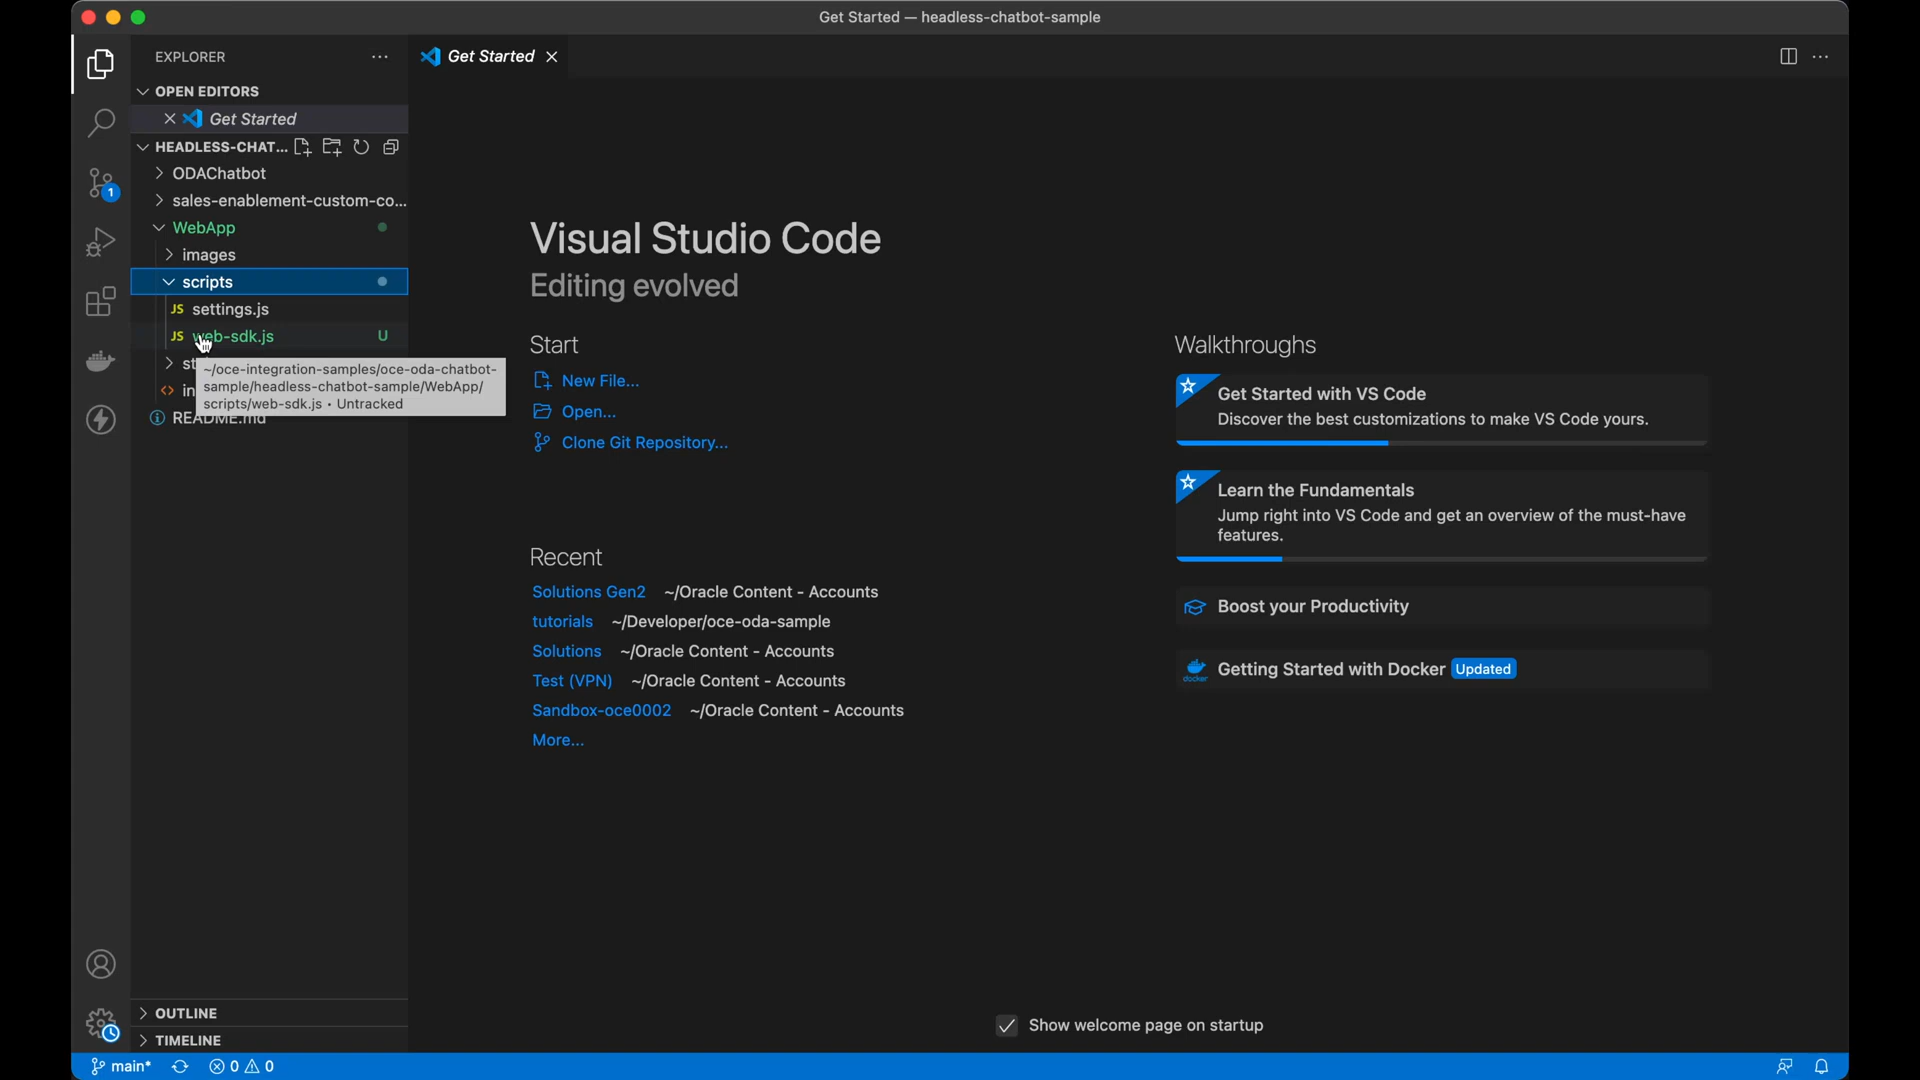 Get Started — headless-chatbot-sample
EXPLORER
Get Started
OPEN EDITORS
Get Started
HEADLESS-CHAT...
ODAChatbot
sales-enablement-custom-co...
WebApp
images
scripts
JS settings.js
JS web-sdk.js U
~/oce-integration-samples/oce-oda-chatbot-
sample/headless-chatbot-sample/WebApp/
scripts/web-sdk.js • Untracked
README.md
1
OUTLINE
TIMELINE
Visual Studio Code
Editing evolved
Start
New File...
Open...
Clone Git Repository...
Recent
Solutions Gen2 ~/Oracle Content - Accounts
tutorials ~/Developer/oce-oda-sample
Solutions ~/Oracle Content - Accounts
Test (VPN) ~/Oracle Content - Accounts
Sandbox-oce0002 ~/Oracle Content - Accounts
More...
Walkthroughs
Get Started with VS Code
Discover the best customizations to make VS Code yours.
Learn the Fundamentals
Jump right into VS Code and get an overview of the must-have
features.
Boost your Productivity
docker
Getting Started with Docker Updated
Show welcome page on startup
main* 0 0